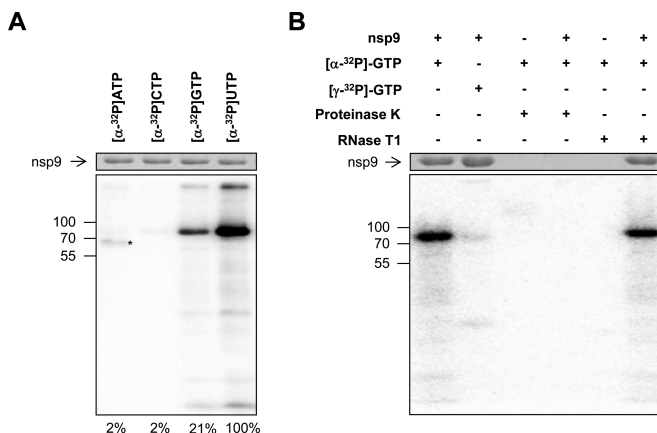 A
[α-³²P]ATP
[α-³²P]CTP
[α-³²P]GTP
[α-³²P]UTP
nsp9
100
70
55
*
2% 2% 21% 100%
B
nsp9 + + - + - +
[α-³²P]-GTP + - + + + +
[γ-³²P]-GTP - + - - - -
Proteinase K - - + + - -
RNase T1 - - - - + +
nsp9
100
70
55